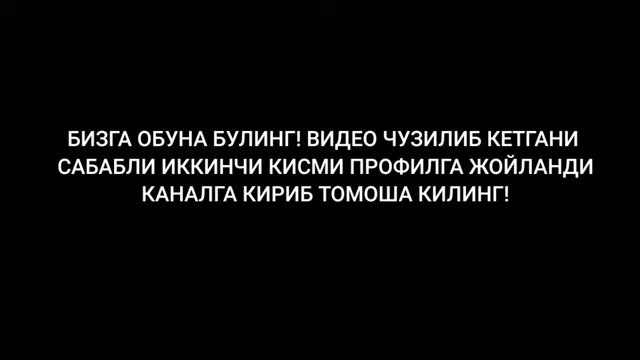 БИЗГА ОБУНА БУЛИНГ! ВИДЕО ЧУЗИЛИБ КЕТГАНИ
САБАБЛИ ИККИНЧИ КИСМИ ПРОФИЛГА ЖОЙЛАНДИ
КАНАЛГА КИРИБ ТОМОША КИЛИНГ!